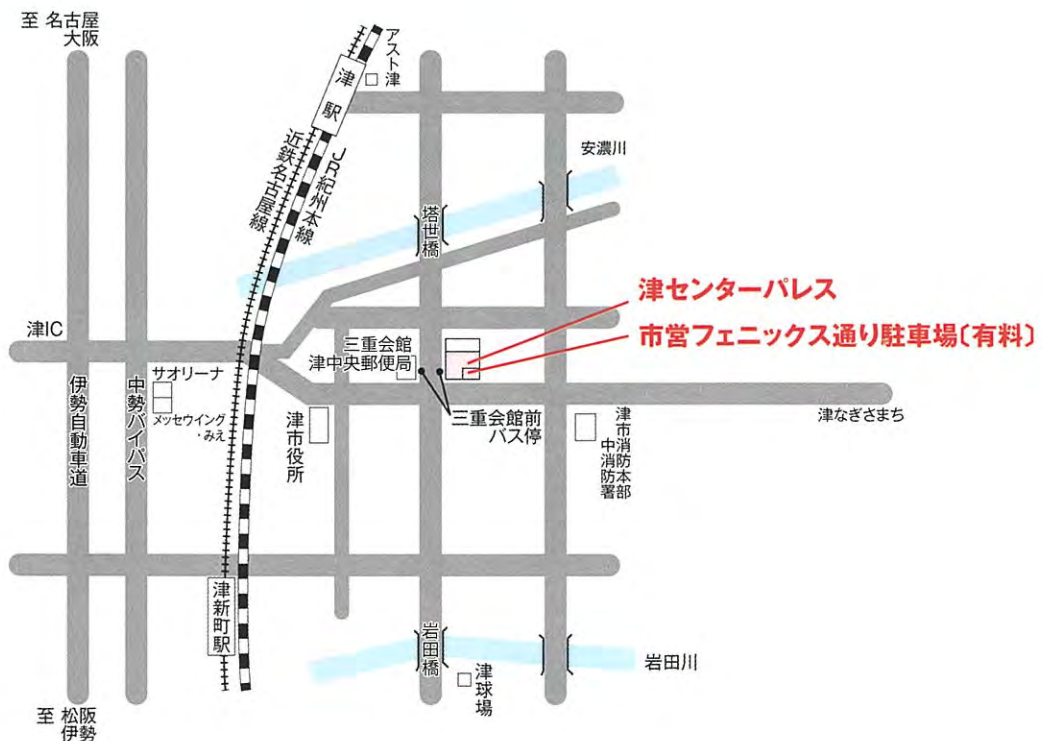 至 名古屋
大阪
アスト津
津駅
近鉄名古屋線
JR紀州本線
安濃川
塔世橋
津センターパレス
市営フェニックス通り駐車場〔有料〕
津IC
三重会館
津中央郵便局
サオリーナ
メッセウイング
・みえ
伊勢自動車道
中勢バイパス
津市役所
三重会館前
バス停
津市消防本部
中消防署
津なぎさまち
津新町駅
岩田橋
岩田川
津球場
至 松阪
伊勢